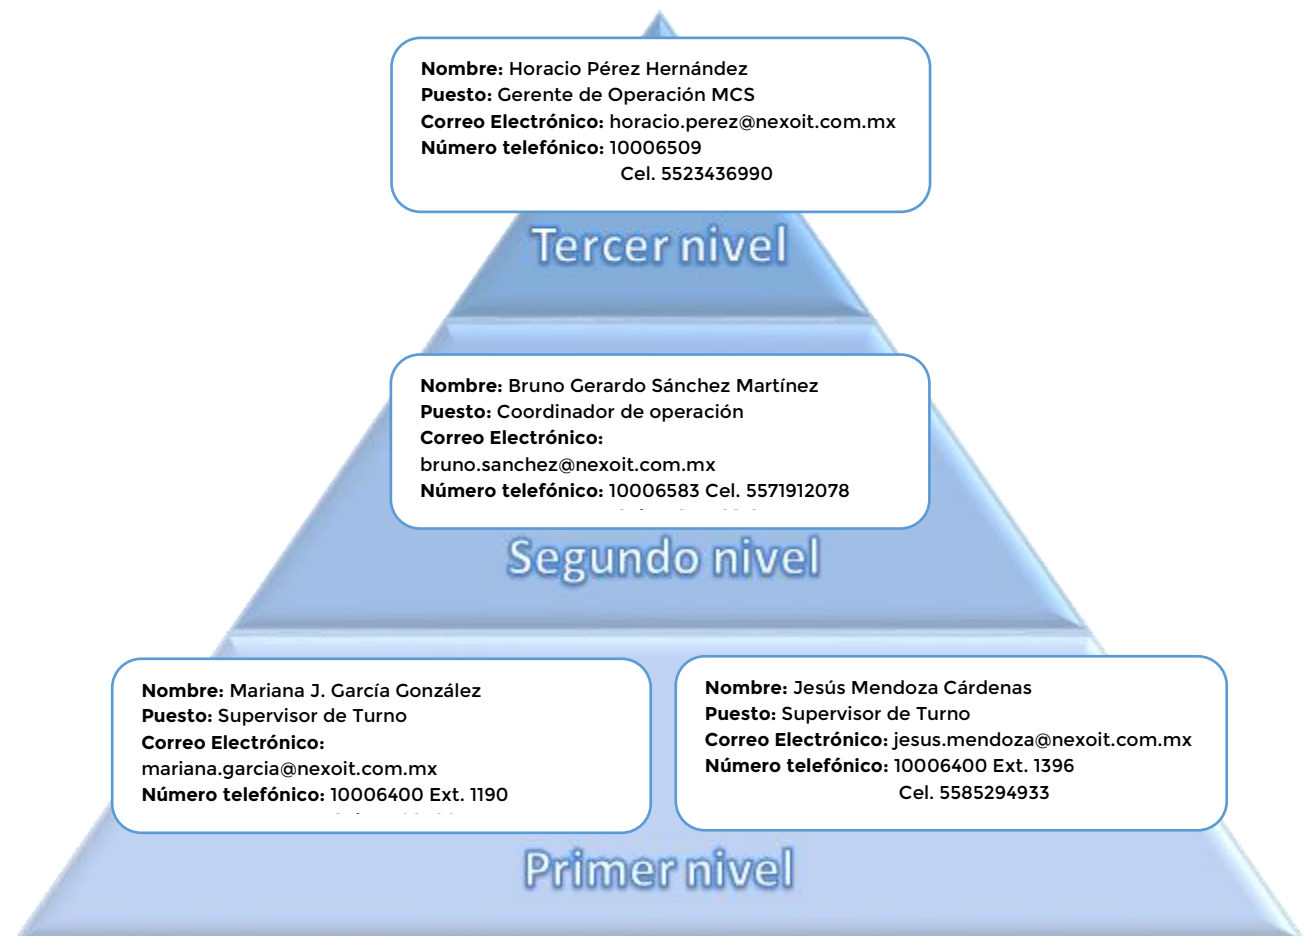 Nombre: Horacio Pérez Hernández
Puesto: Gerente de Operación MCS
Correo Electrónico: horacio.perez@nexoit.com.mx
Número telefónico: 10006509
Cel. 5523436990
Tercer nivel
Nombre: Bruno Gerardo Sánchez Martínez
Puesto: Coordinador de operación
Correo Electrónico:
bruno.sanchez@nexoit.com.mx
Número telefónico: 10006583 Cel. 5571912078
Segundo nivel
Nombre: Mariana J. García González
Puesto: Supervisor de Turno
Correo Electrónico:
mariana.garcia@nexoit.com.mx
Número telefónico: 10006400 Ext. 1190
Nombre: Jesús Mendoza Cárdenas
Puesto: Supervisor de Turno
Correo Electrónico: jesus.mendoza@nexoit.com.mx
Número telefónico: 10006400 Ext. 1396
Cel. 5585294933
Primer nivel